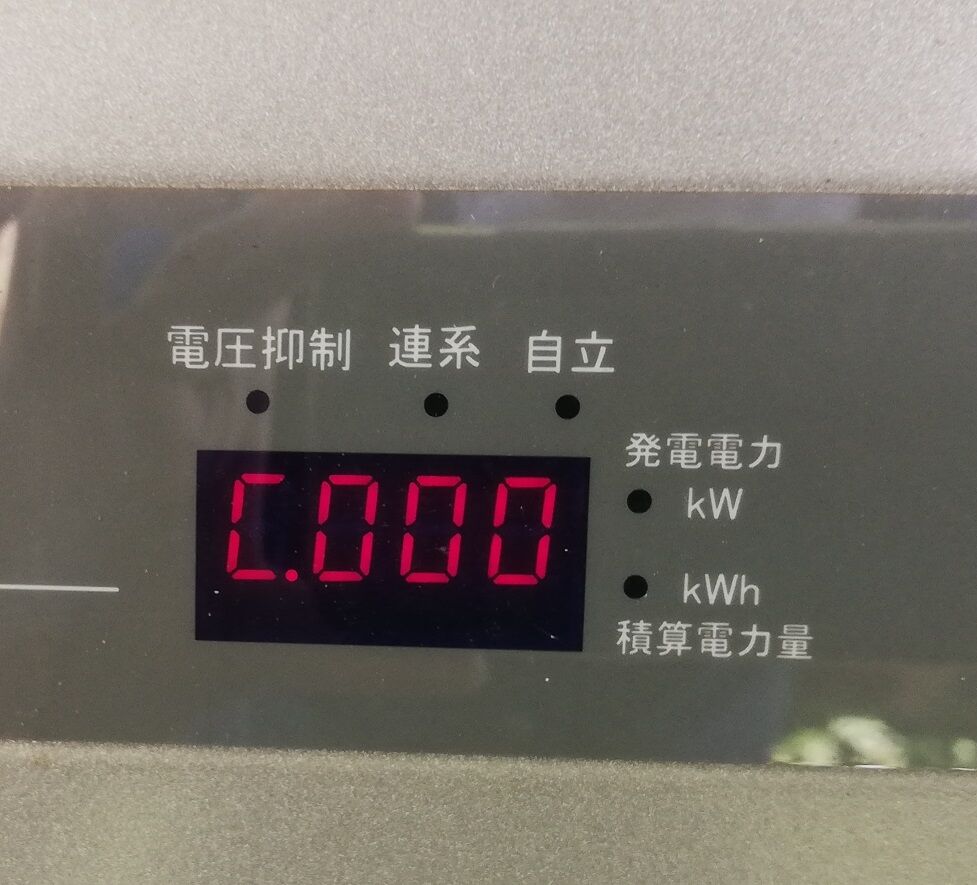 電圧抑制 連系 自立
発電電力
kW
C.000
kWh
積算電力量